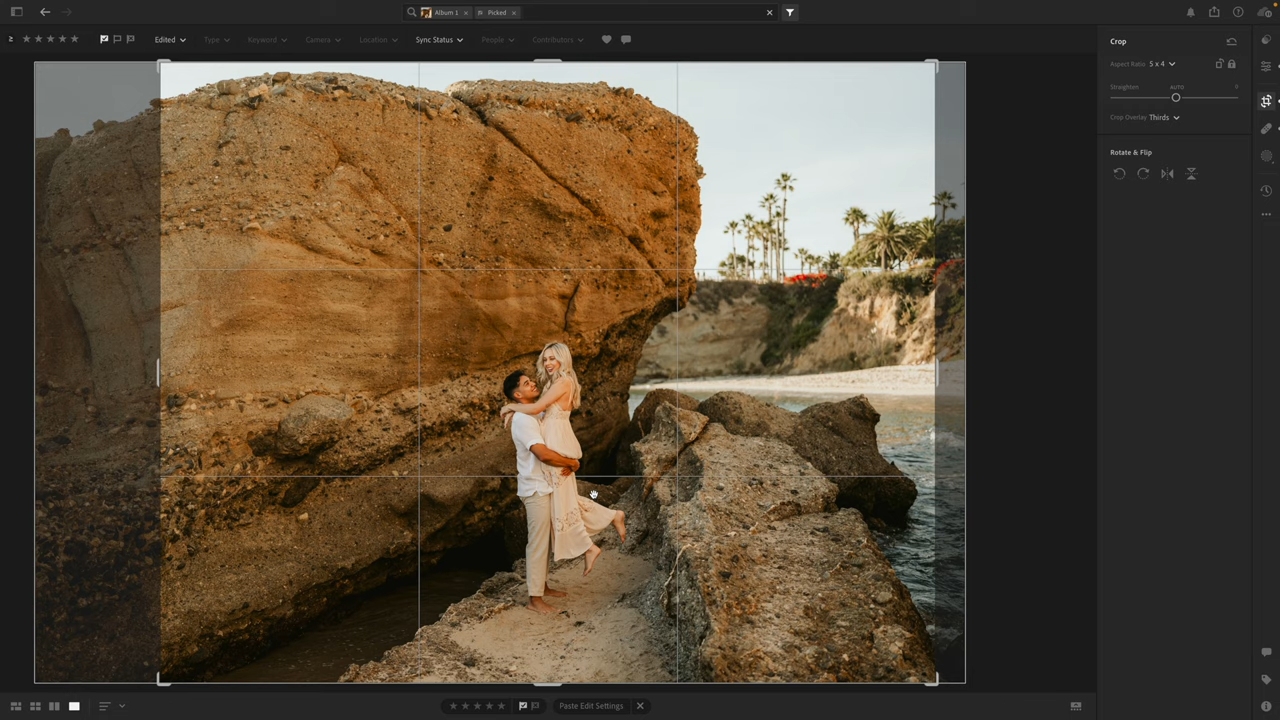 Album 1 × Picked ×
≥ Edited Type Keyword Camera Location Sync Status People Contributors
Crop
Aspect Ratio 5 x 4
Straighten AUTO 0
Crop Overlay Thirds
Rotate & Flip
Paste Edit Settings